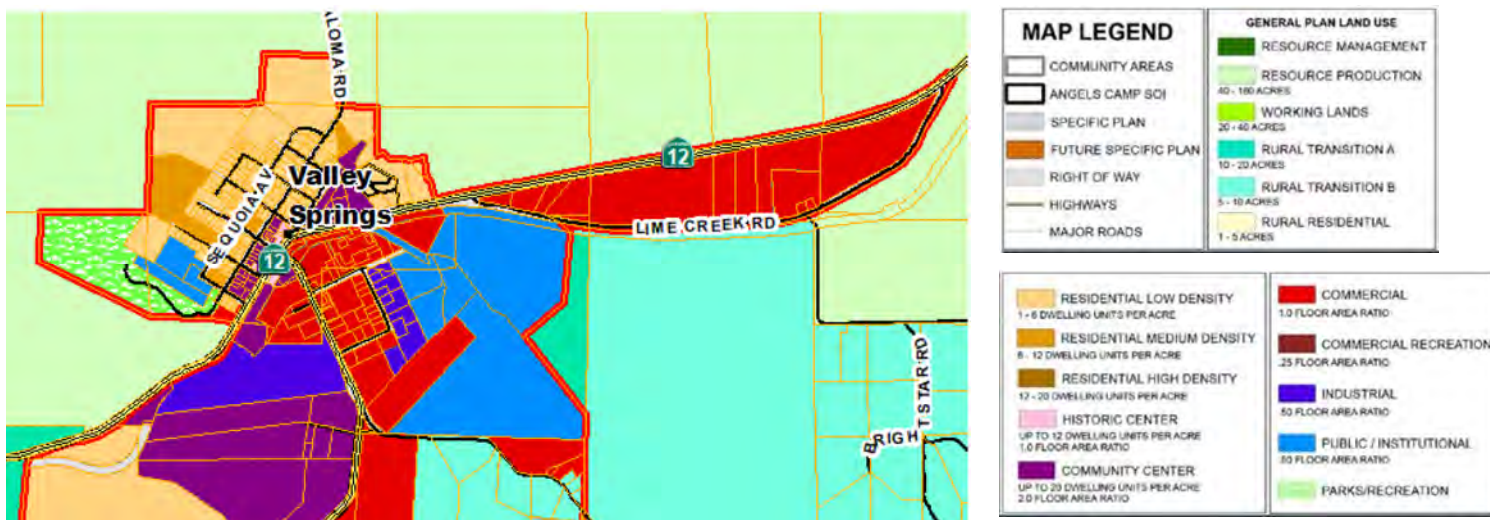 ALOMA RD
Valley
Springs
SEQUOIA AV
12
12
LIME CREEK RD
BRIGHT STAR RD
MAP LEGEND
COMMUNITY AREAS
ANGELS CAMP SOI
SPECIFIC PLAN
FUTURE SPECIFIC PLAN
RIGHT OF WAY
HIGHWAYS
MAJOR ROADS
GENERAL PLAN LAND USE
RESOURCE MANAGEMENT
RESOURCE PRODUCTION
40 - 160 ACRES
WORKING LANDS
20 - 40 ACRES
RURAL TRANSITION A
10 - 20 ACRES
RURAL TRANSITION B
5 - 10 ACRES
RURAL RESIDENTIAL
1 - 5 ACRES
RESIDENTIAL LOW DENSITY
1 - 6 DWELLING UNITS PER ACRE
RESIDENTIAL MEDIUM DENSITY
6 - 12 DWELLING UNITS PER ACRE
RESIDENTIAL HIGH DENSITY
12 - 20 DWELLING UNITS PER ACRE
HISTORIC CENTER
UP TO 12 DWELLING UNITS PER ACRE
1.0 FLOOR AREA RATIO
COMMUNITY CENTER
UP TO 20 DWELLING UNITS PER ACRE
2.0 FLOOR AREA RATIO
COMMERCIAL
1.0 FLOOR AREA RATIO
COMMERCIAL RECREATION
.25 FLOOR AREA RATIO
INDUSTRIAL
.50 FLOOR AREA RATIO
PUBLIC / INSTITUTIONAL
.50 FLOOR AREA RATIO
PARKS/RECREATION